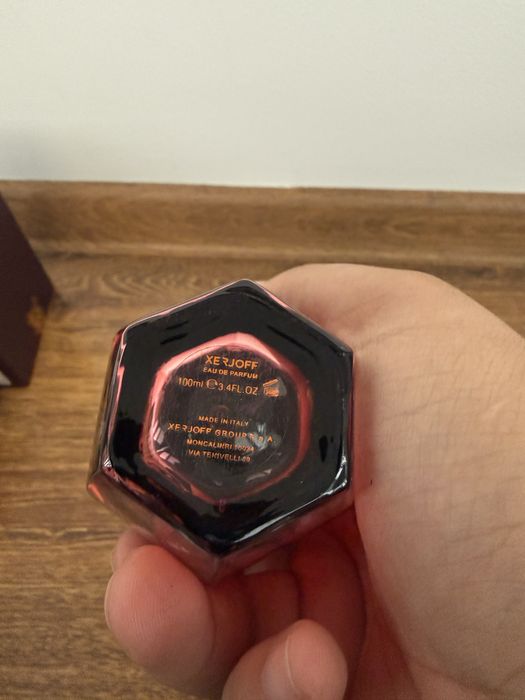 XERJOFF
EAU DE PARFUM
100ml ℮ 3.4FL.OZ
MADE IN ITALY
XERJOFF GROUP S.P.A.
MONCALIERI 10024
VIA TENIVELLI 29